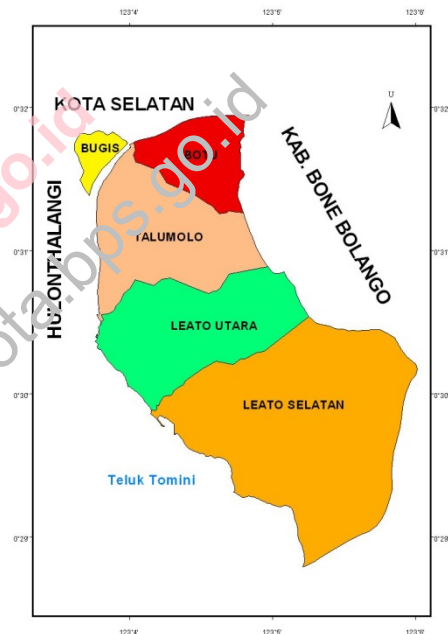 123°4' 123°5' 123°6'
0°32' 0°32'
U
KOTA SELATAN
BUGIS
BOTU
KAB. BONE BOLANGO
HULONTHALANGI
0°31' 0°31'
TALUMOLO
LEATO UTARA
0°30' 0°30'
LEATO SELATAN
Teluk Tomini
0°29' 0°29'
123°4' 123°5' 123°6'
ota.bps.go.id
go.id